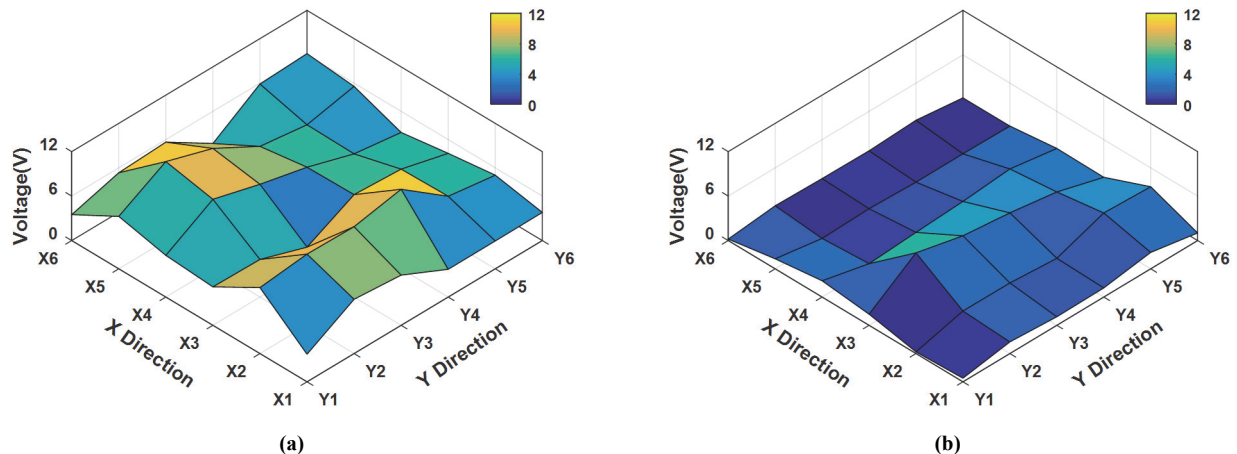 12
8
4
0
12
6
0
Voltage(V)
X6
X5
X4
X3
X2
X1
X Direction
Y1
Y2
Y3
Y4
Y5
Y6
Y Direction
(a)
12
8
4
0
12
6
0
Voltage(V)
X6
X5
X4
X3
X2
X1
X Direction
Y1
Y2
Y3
Y4
Y5
Y6
Y Direction
(b)